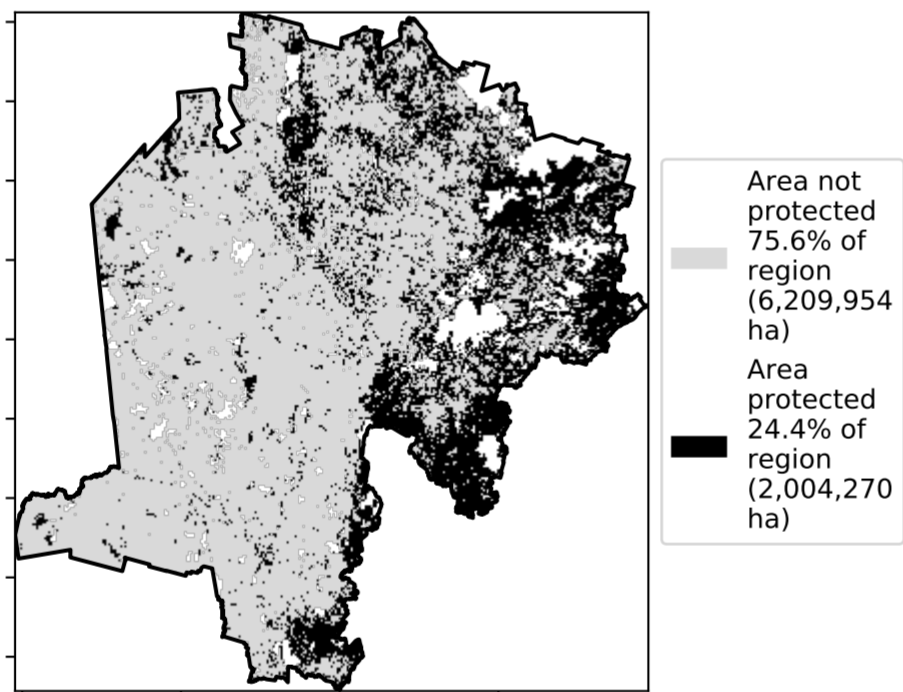 Area not
protected
75.6% of
region
(6,209,954
ha)
Area
protected
24.4% of
region
(2,004,270
ha)